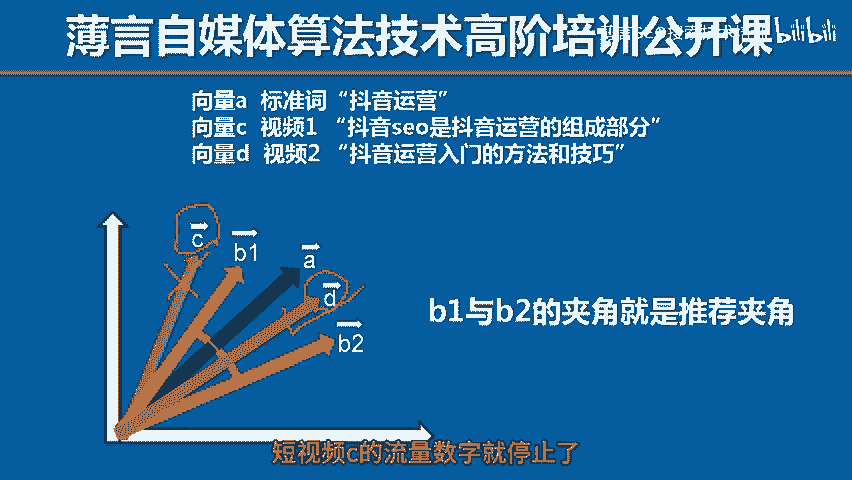 薄言自媒体算法技术高阶培训公开课
bilibili
向量a 标准词“抖音运营”
向量c 视频1 “抖音seo是抖音运营的组成部分”
向量d 视频2 “抖音运营入门的方法和技巧”
c
b1
a
d
b2
b1与b2的夹角就是推荐夹角
短视频c的流量数字就停止了